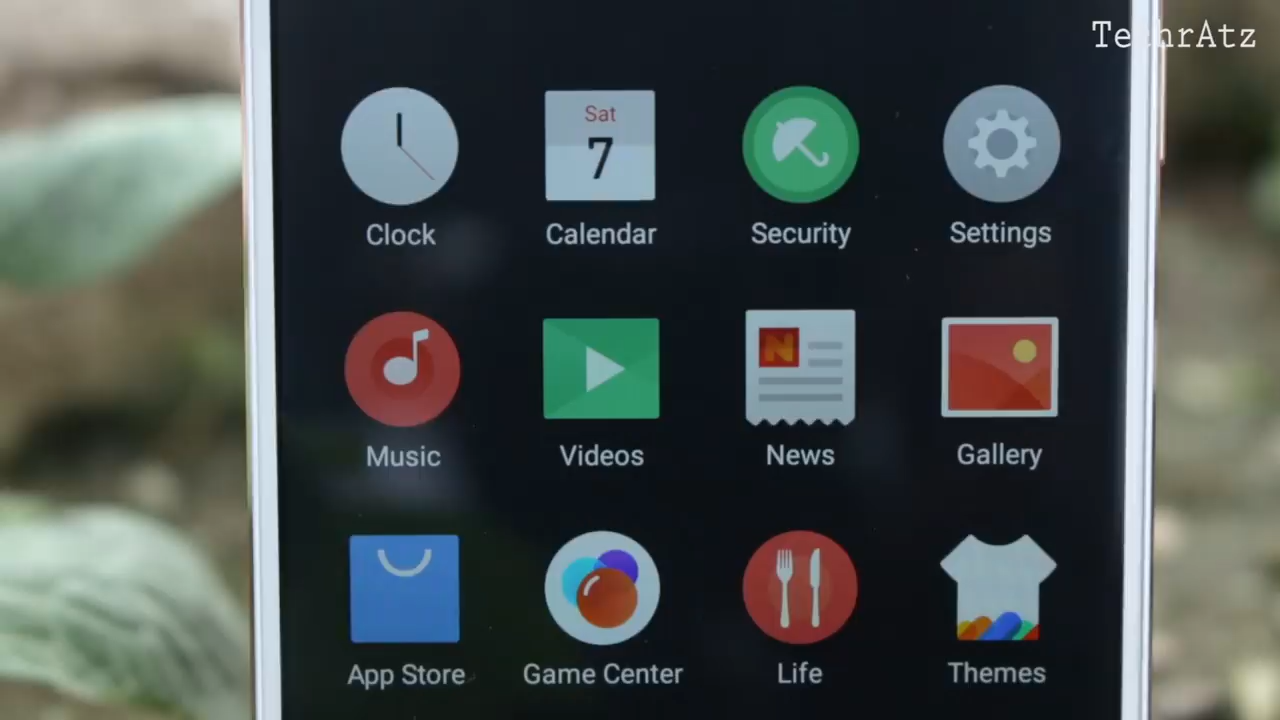 TechrAtz
Clock
Sat
7
Calendar
Security
Settings
Music
Videos
N
News
Gallery
App Store
Game Center
Life
Themes